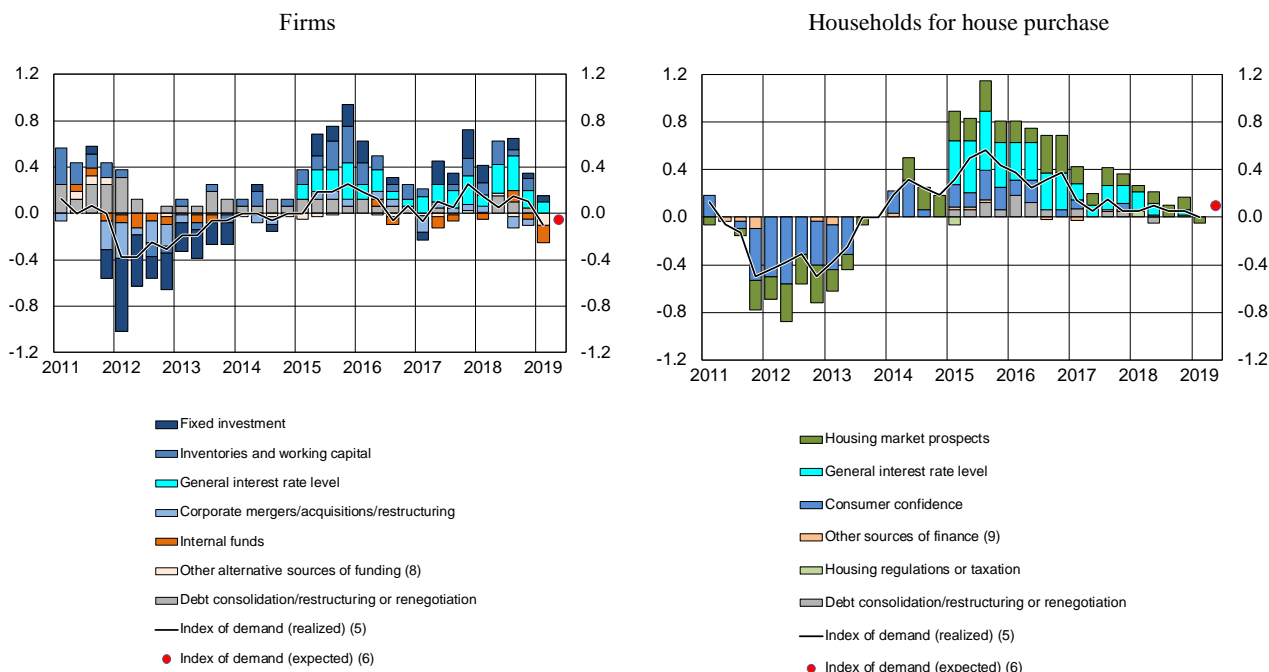 Firms
1.2
0.8
0.4
0.0
-0.4
-0.8
-1.2
1.2
0.8
0.4
0.0
-0.4
-0.8
-1.2
2011 2012 2013 2014 2015 2016 2017 2018 2019
Fixed investment
Inventories and working capital
General interest rate level
Corporate mergers/acquisitions/restructuring
Internal funds
Other alternative sources of funding (8)
Debt consolidation/restructuring or renegotiation
Index of demand (realized) (5)
Index of demand (expected) (6)
Households for house purchase
1.2
0.8
0.4
0.0
-0.4
-0.8
-1.2
1.2
0.8
0.4
0.0
-0.4
-0.8
-1.2
2011 2012 2013 2014 2015 2016 2017 2018 2019
Housing market prospects
General interest rate level
Consumer confidence
Other sources of finance (9)
Housing regulations or taxation
Debt consolidation/restructuring or renegotiation
Index of demand (realized) (5)
Index of demand (expected) (6)